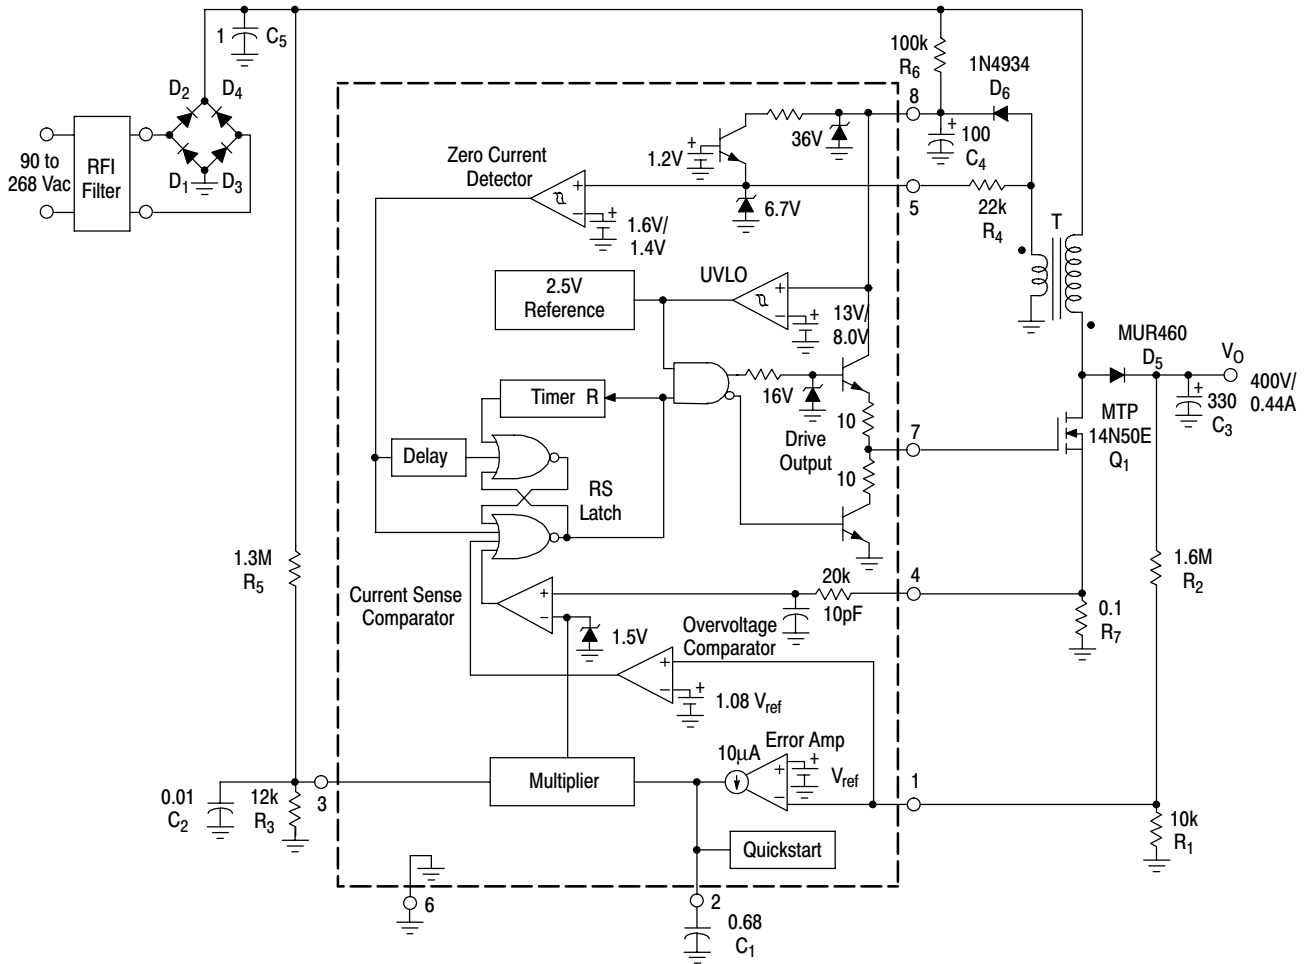 1
C5
D2
D4
D1
D3
90 to
268 Vac
RFI
Filter
100k
R6
1N4934
D6
8
100
C4
36V
1.2V
Zero Current
Detector
+
−
1.6V/
1.4V
6.7V
5
22k
R4
T
2.5V
Reference
UVLO
+
−
13V/
8.0V
MUR460
D5
VO
400V/
0.44A
330
C3
MTP
14N50E
Q1
Timer R
16V
10
Drive
Output
7
10
Delay
RS
Latch
1.3M
R5
1.6M
R2
20k
4
10pF
0.1
R7
Current Sense
Comparator
+
−
1.5V
Overvoltage
Comparator
+
−
1.08 Vref
10µA
Error Amp
+
−
Vref
1
Multiplier
3
0.01
C2
12k
R3
10k
R1
Quickstart
6
2
0.68
C1